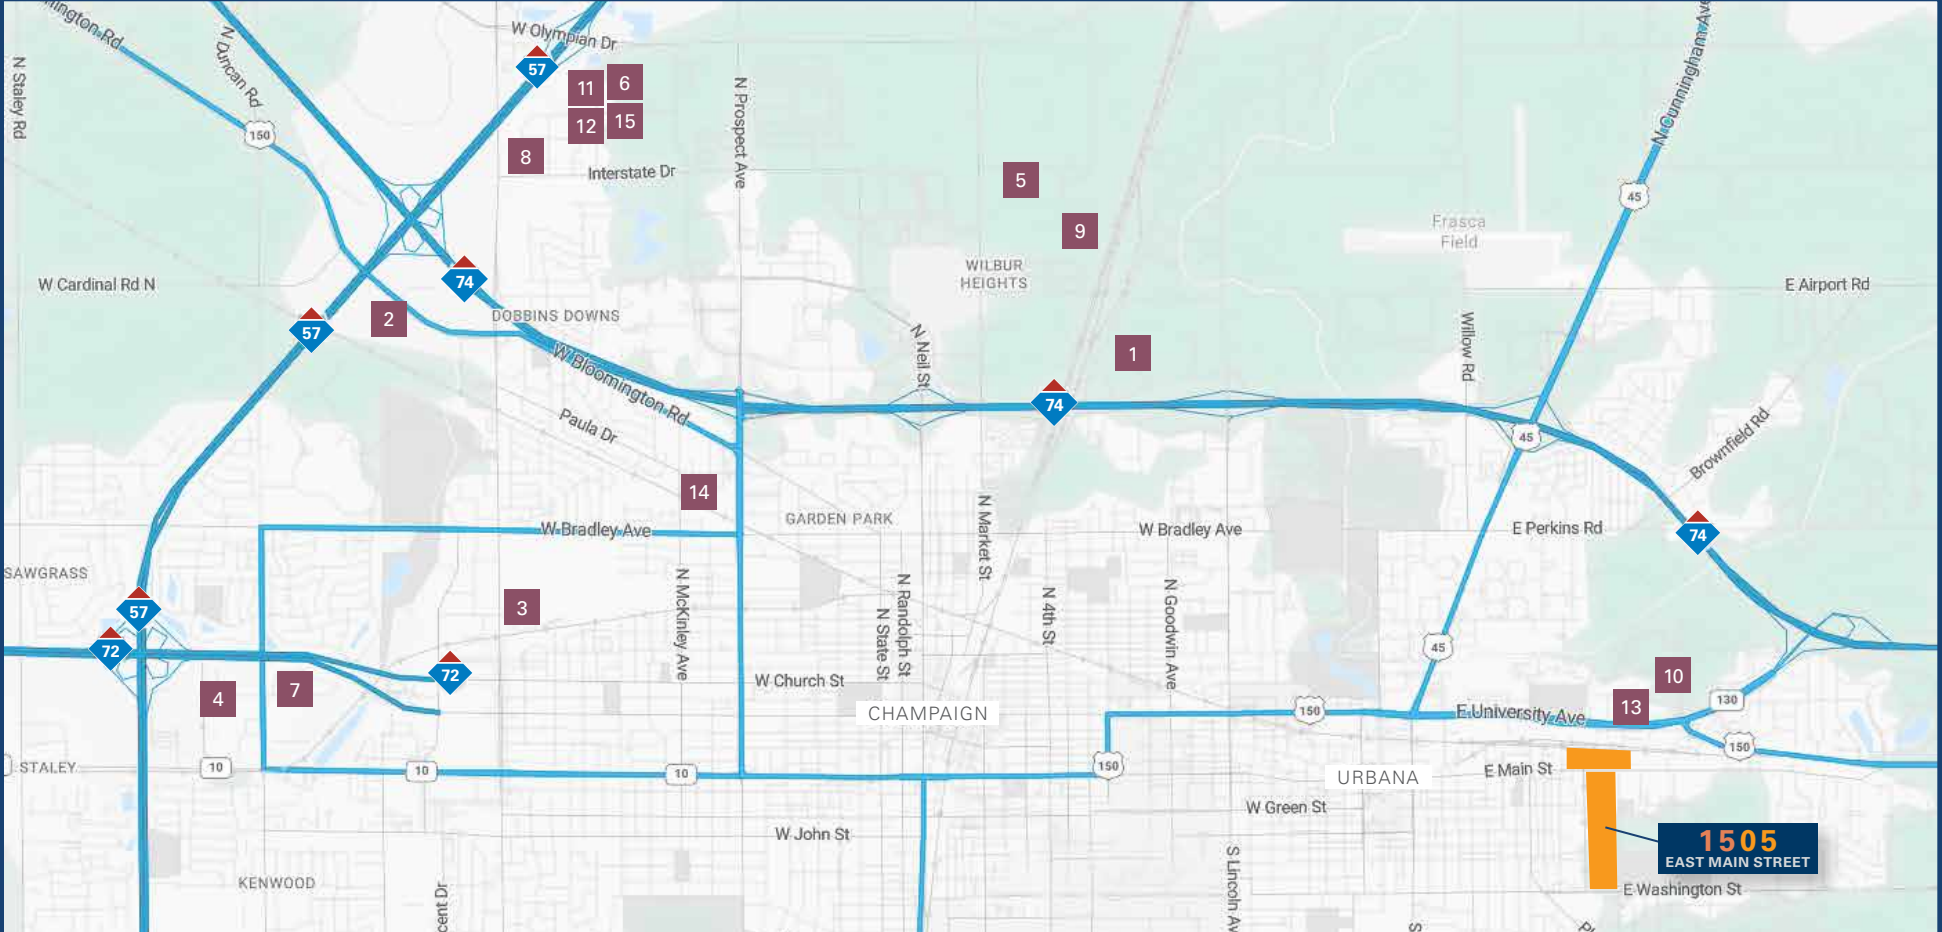 W Olympian Dr
N Cunningham Ave
N Duncan Rd
N Staley Rd
57
11
6
N Prospect Ave
12
15
150
8
Interstate Dr
5
45
9
Frasca
Field
WILBUR
HEIGHTS
74
W Cardinal Rd N
E Airport Rd
57
2
DOBBINS DOWNS
N Neil St
Willow Rd
1
W Bloomington Rd
74
Paula Dr
45
Brownfield Rd
14
GARDEN PARK
N Market St
W Bradley Ave
W Bradley Ave
E Perkins Rd
74
SAWGRASS
57
3
N McKinley Ave
N Randolph St
N State St
N 4th St
N Goodwin Ave
72
45
72
W Church St
10
4
7
130
CHAMPAIGN
150
E University Ave
13
150
STALEY
10
10
10
150
URBANA
E Main St
W Green St
W John St
1505
EAST MAIN STREET
KENWOOD
E Washington St